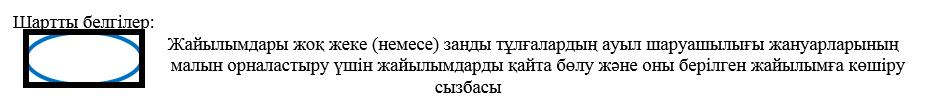 Шартты белгілер:
Жайылымдары жоқ жеке (немесе) заңды тұлғалардың ауыл шаруашылығы жануарларының
малын орналастыру үшін жайылымдарды қайта бөлу және оны берілген жайылымға көшіру
сызбасы